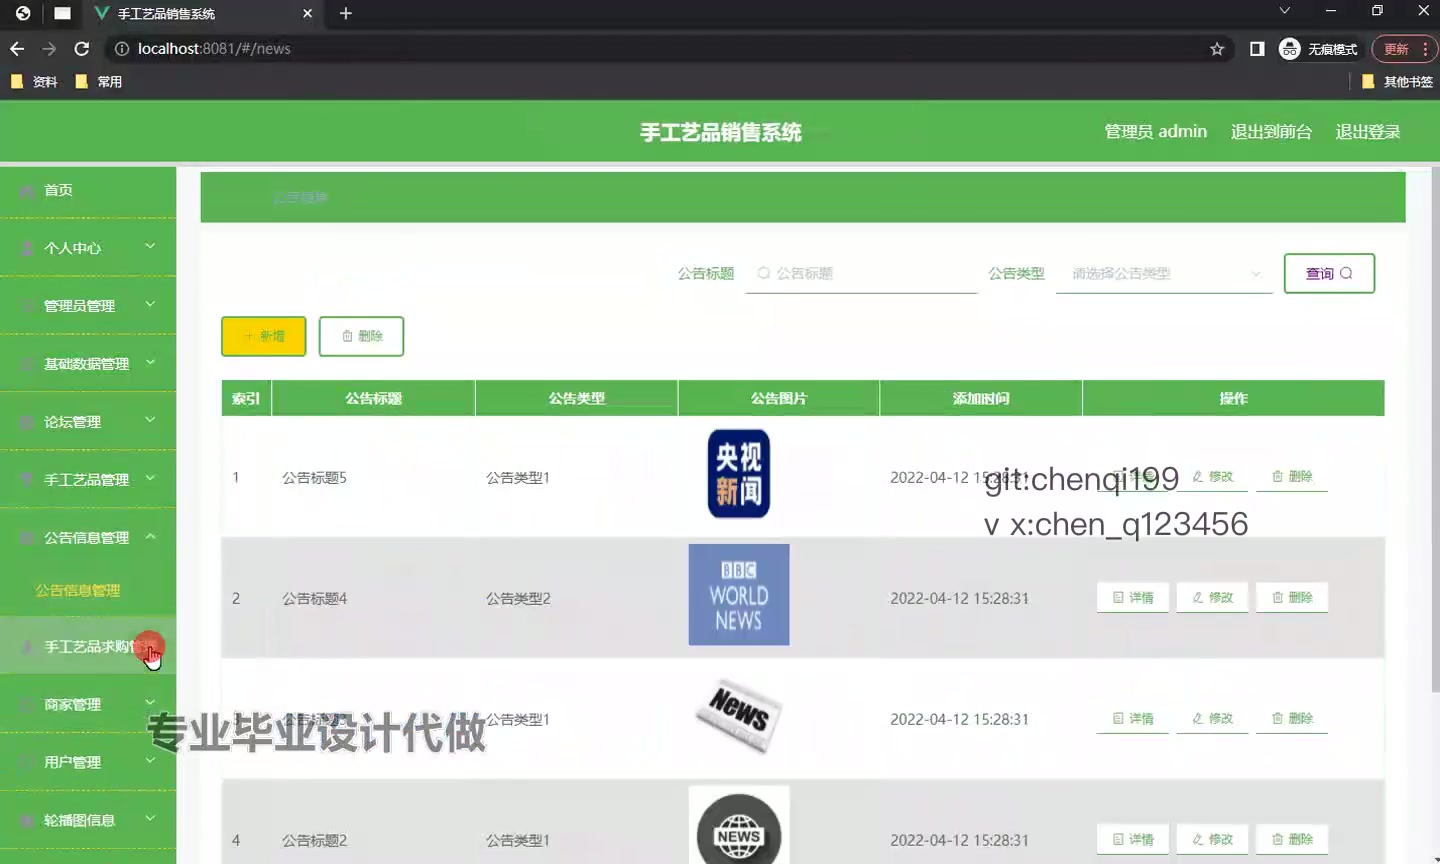 手工艺品销售系统
localhost:8081/#/news
无痕模式
更新
资料
常用
其他书签
手工艺品销售系统
管理员 admin
退出到前台
退出登录
首页
个人中心
管理员管理
基础数据管理
论坛管理
手工艺品管理
公告信息管理
公告信息管理
手工艺品求购管理
商家管理
用户管理
轮播图信息
公告标题
公告标题
公告类型
请选择公告类型
查询
新增
删除
索引 公告标题 公告类型 公告图片 添加时间 操作
1 公告标题5 公告类型1 央视新闻 2022-04-12 15:28:31 详情 修改 删除
git:chenqi199
v x:chen_q123456
2 公告标题4 公告类型2 BBC WORLD NEWS 2022-04-12 15:28:31 详情 修改 删除
公告类型1 News 2022-04-12 15:28:31 详情 修改 删除
专业毕业设计代做
4 公告标题2 公告类型1 NEWS 2022-04-12 15:28:31 详情 修改 删除